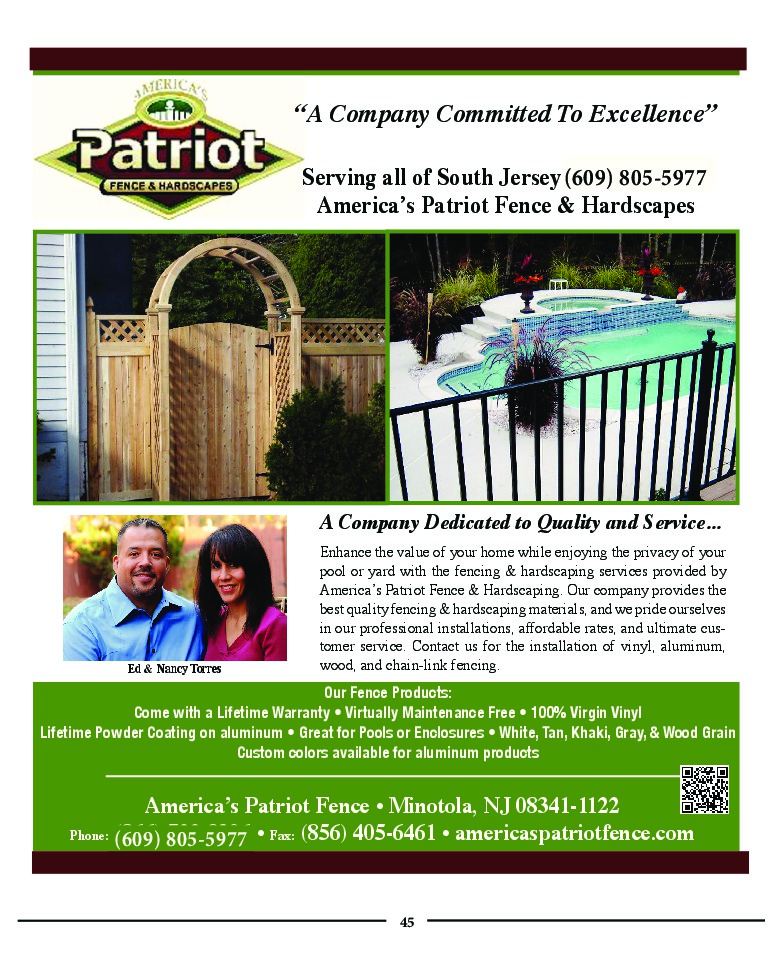 AMERICA'S
Patriot
FENCE & HARDSCAPES
“A Company Committed To Excellence”
Serving all of South Jersey (609) 805-5977
America’s Patriot Fence & Hardscapes
A Company Dedicated to Quality and Service...
Enhance the value of your home while enjoying the privacy of your
pool or yard with the fencing & hardscaping services provided by
America’s Patriot Fence & Hardscaping. Our company provides the
best quality fencing & hardscaping materials, and we pride ourselves
in our professional installations, affordable rates, and ultimate cus-
tomer service. Contact us for the installation of vinyl, aluminum,
wood, and chain-link fencing.
Ed & Nancy Torres
Our Fence Products:
Come with a Lifetime Warranty • Virtually Maintenance Free • 100% Virgin Vinyl
Lifetime Powder Coating on aluminum • Great for Pools or Enclosures • White, Tan, Khaki, Gray, & Wood Grain
Custom colors available for aluminum products
America’s Patriot Fence • Minotola, NJ 08341-1122
Phone: (609) 805-5977 • Fax: (856) 405-6461 • americaspatriotfence.com
45